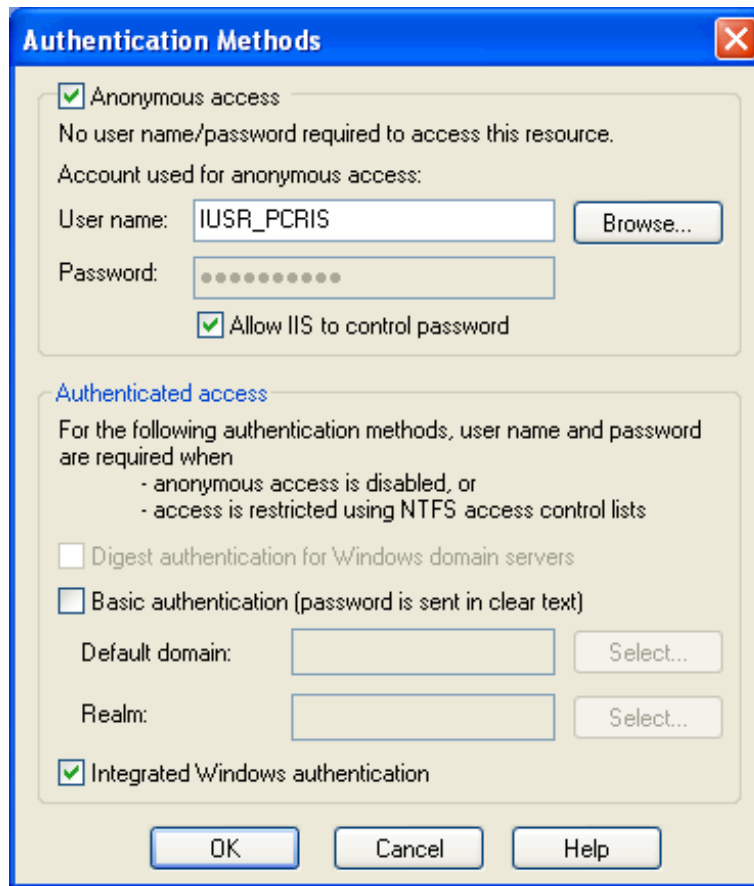 Authentication Methods
Anonymous access
No user name/password required to access this resource.
Account used for anonymous access:
User name: IUSR_PCRIS Browse...
Password: ●●●●●●●●●●
Allow IIS to control password
Authenticated access
For the following authentication methods, user name and password
are required when
- anonymous access is disabled, or
- access is restricted using NTFS access control lists
Digest authentication for Windows domain servers
Basic authentication (password is sent in clear text)
Default domain: Select...
Realm: Select...
Integrated Windows authentication
OK Cancel Help